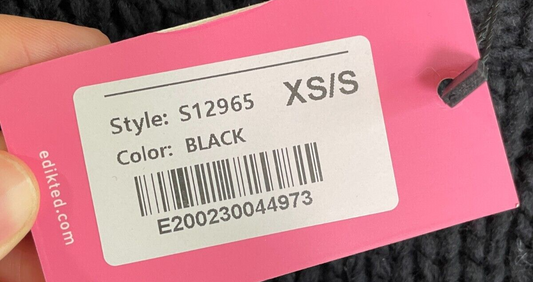 XS/S
Style: S12965
Color: BLACK
E200230044973
edikted.com